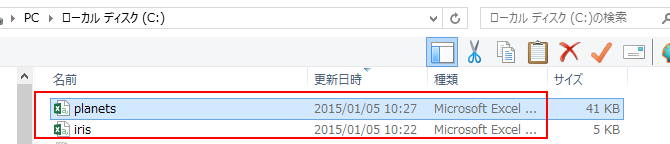 PC ローカル ディスク (C:) ローカル ディスク (C:)の検索
名前 更新日時 種類 サイズ
planets 2015/01/05 10:27 Microsoft Excel ... 41 KB
iris 2015/01/05 10:22 Microsoft Excel ... 5 KB